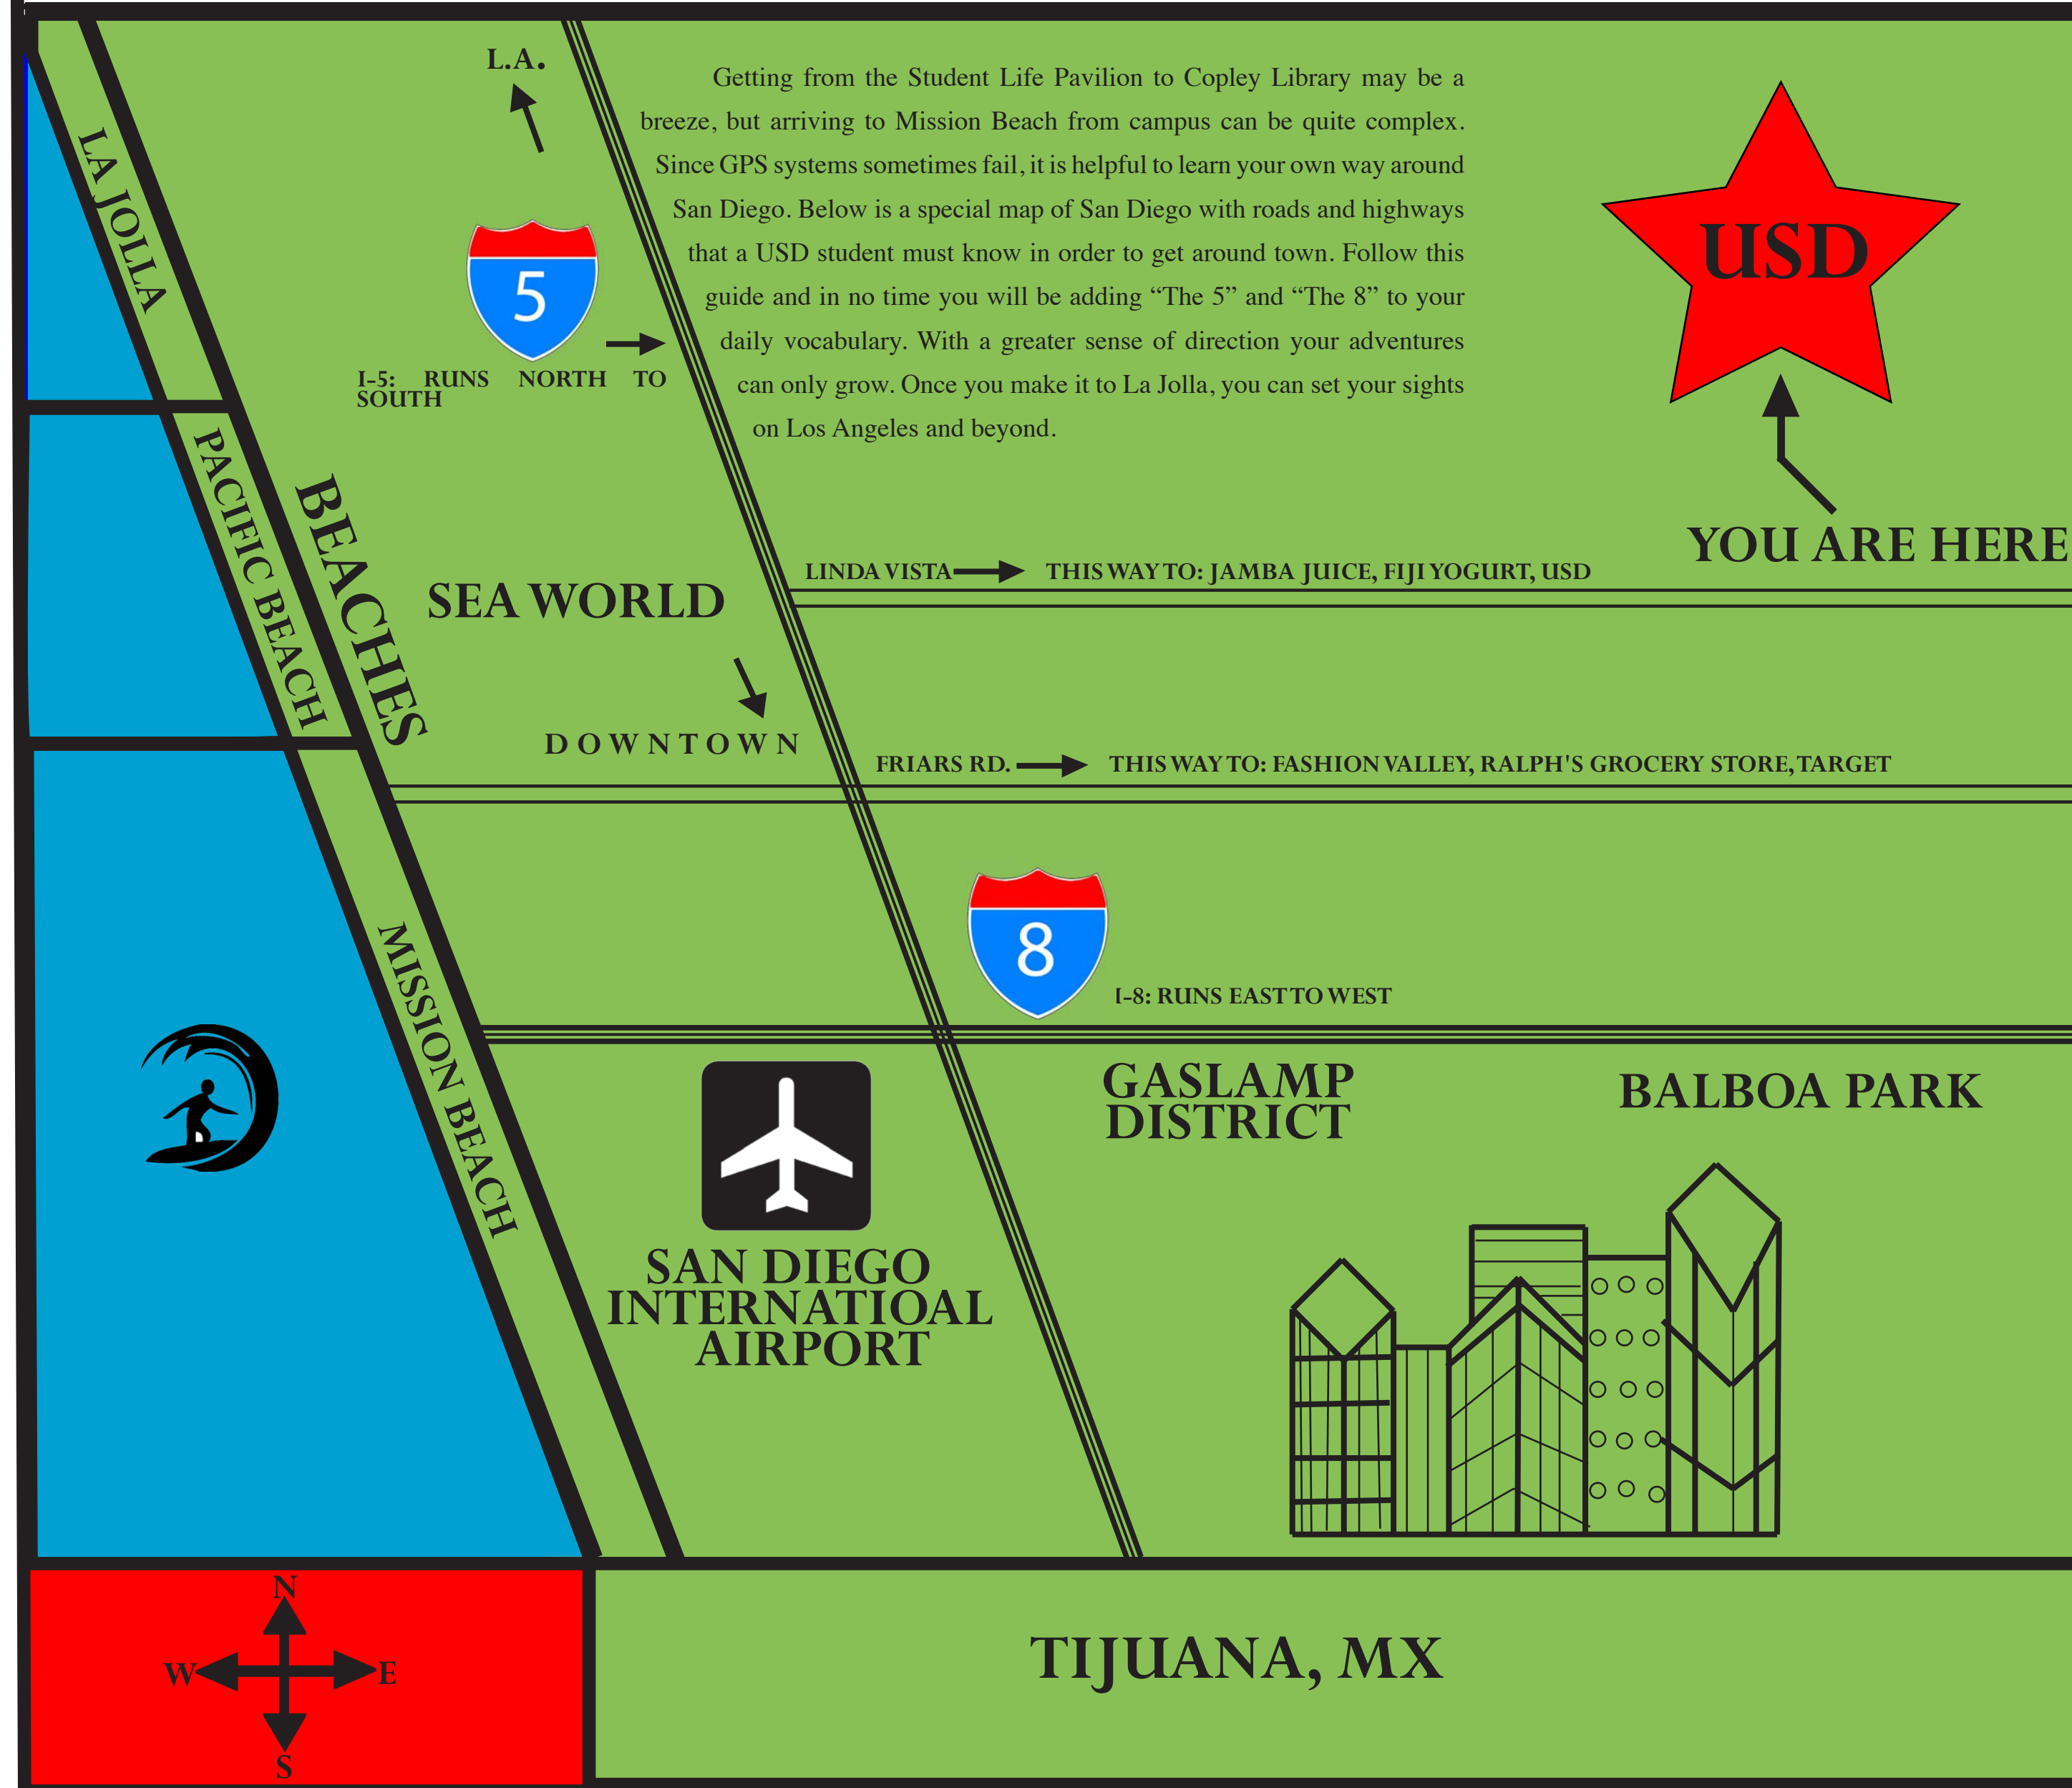 L.A.
Getting from the Student Life Pavilion to Copley Library may be a
breeze, but arriving to Mission Beach from campus can be quite complex.
Since GPS systems sometimes fail, it is helpful to learn your own way around
San Diego. Below is a special map of San Diego with roads and highways
that a USD student must know in order to get around town. Follow this
guide and in no time you will be adding “The 5” and “The 8” to your
daily vocabulary. With a greater sense of direction your adventures
can only grow. Once you make it to La Jolla, you can set your sights
on Los Angeles and beyond.
USD
YOU ARE HERE
LA JOLLA
5
I-5: RUNS NORTH TO
SOUTH
PACIFIC BEACH
BEACHES
SEA WORLD
LINDA VISTA
THIS WAY TO: JAMBA JUICE, FIJI YOGURT, USD
DOWNTOWN
FRIARS RD.
THIS WAY TO: FASHION VALLEY, RALPH'S GROCERY STORE, TARGET
8
I-8: RUNS EAST TO WEST
MISSION BEACH
GASLAMP
DISTRICT
BALBOA PARK
SAN DIEGO
INTERNATIOAL
AIRPORT
N
W
E
S
TIJUANA, MX